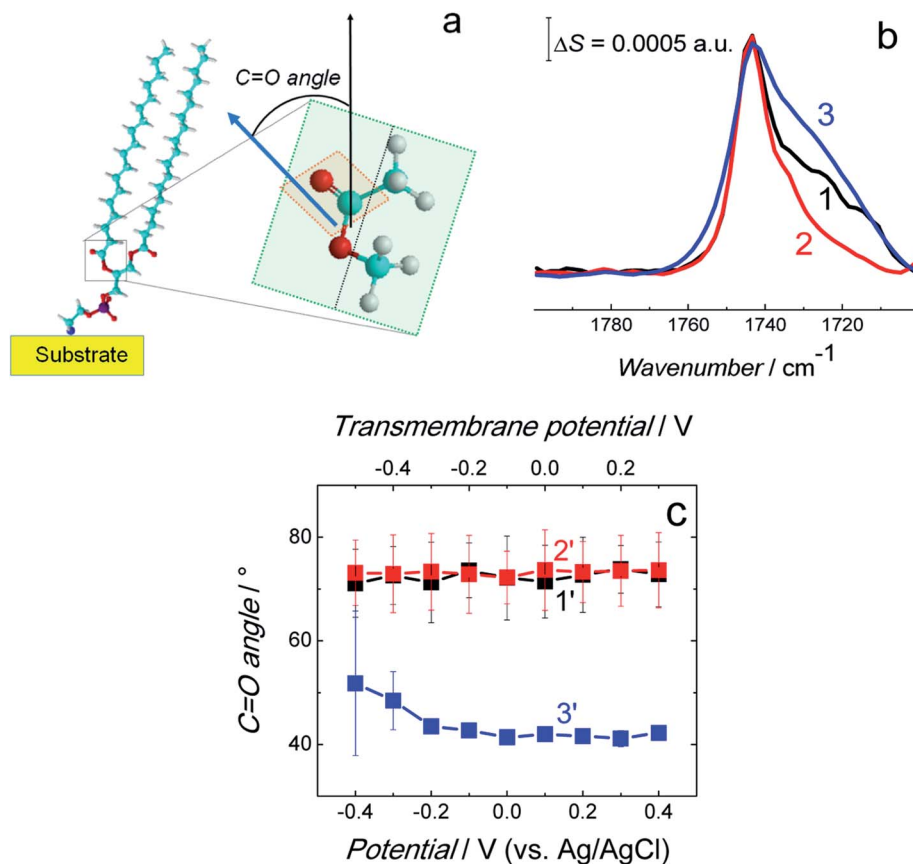 a
C=O angle
Substrate
b
ΔS = 0.0005 a.u.
3
1
2
1780 1760 1740 1720
Wavenumber / cm⁻¹
Transmembrane potential / V
-0.4 -0.2 0.0 0.2
c
80
60
40
C=O angle / °
2'
1'
3'
-0.4 -0.2 0.0 0.2 0.4
Potential / V (vs. Ag/AgCl)